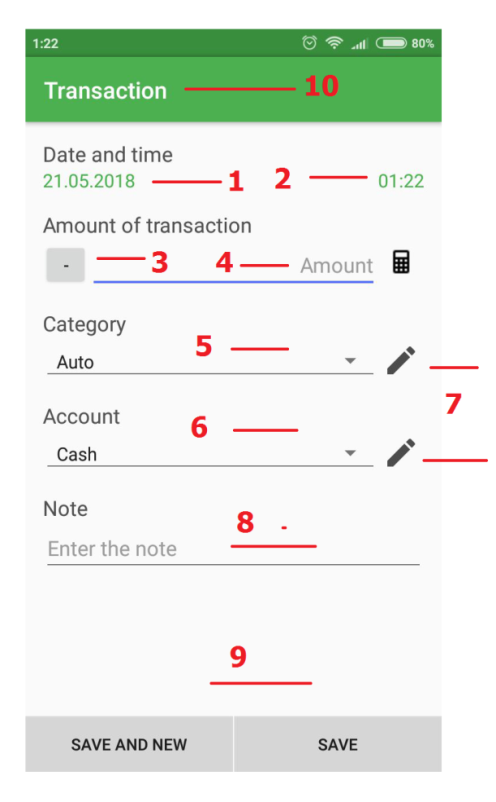 1:22 80%
Transaction 10
Date and time
21.05.2018 1 2 01:22
Amount of transaction
- 3 4 Amount
Category
5
Auto
7
Account
6
Cash
Note
8 -
Enter the note
9
SAVE AND NEW SAVE